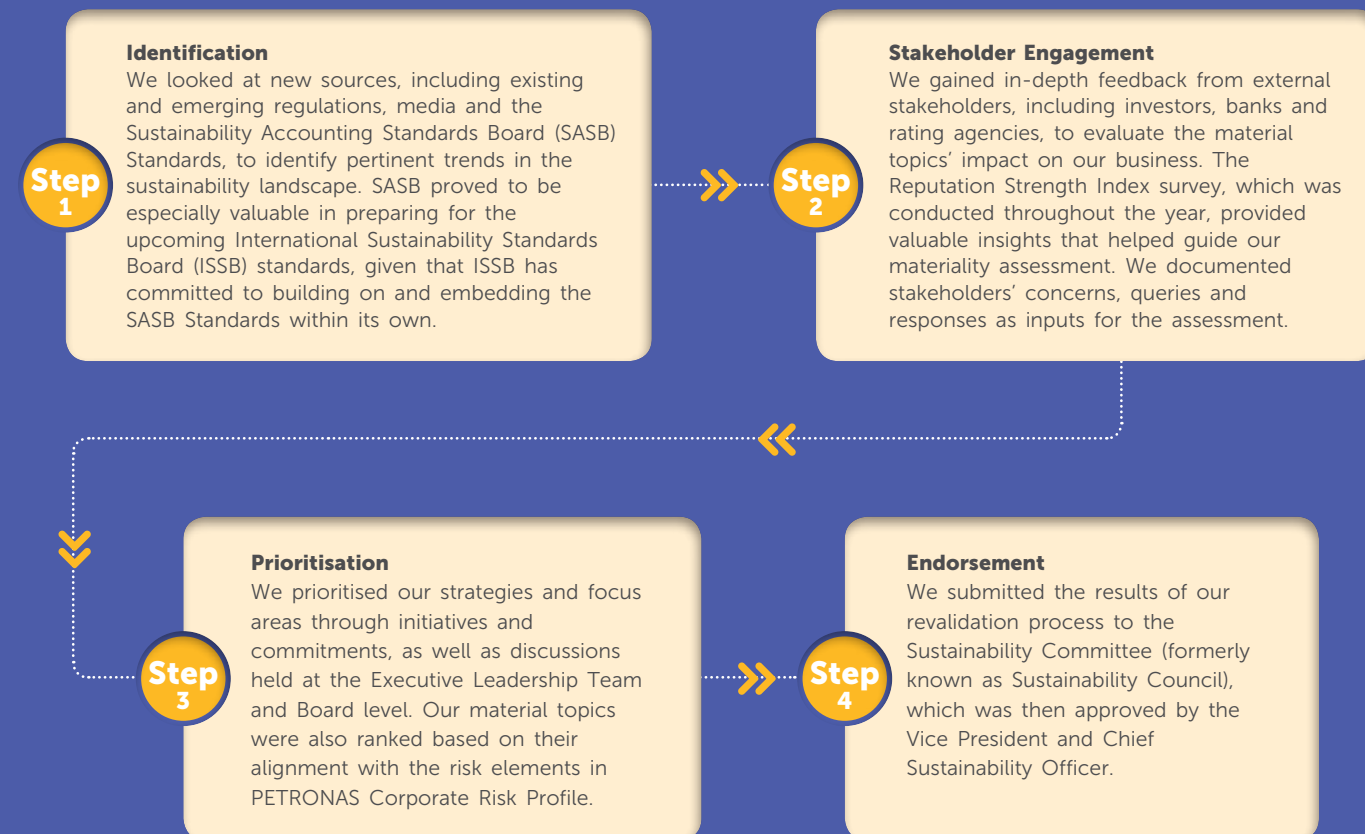 Step
1
Identification
We looked at new sources, including existing
and emerging regulations, media and the
Sustainability Accounting Standards Board (SASB)
Standards, to identify pertinent trends in the
sustainability landscape. SASB proved to be
especially valuable in preparing for the
upcoming International Sustainability Standards
Board (ISSB) standards, given that ISSB has
committed to building on and embedding the
SASB Standards within its own.
Step
2
Stakeholder Engagement
We gained in-depth feedback from external
stakeholders, including investors, banks and
rating agencies, to evaluate the material
topics’ impact on our business. The
Reputation Strength Index survey, which was
conducted throughout the year, provided
valuable insights that helped guide our
materiality assessment. We documented
stakeholders’ concerns, queries and
responses as inputs for the assessment.
Step
3
Prioritisation
We prioritised our strategies and focus
areas through initiatives and
commitments, as well as discussions
held at the Executive Leadership Team
and Board level. Our material topics
were also ranked based on their
alignment with the risk elements in
PETRONAS Corporate Risk Profile.
Step
4
Endorsement
We submitted the results of our
revalidation process to the
Sustainability Committee (formerly
known as Sustainability Council),
which was then approved by the
Vice President and Chief
Sustainability Officer.